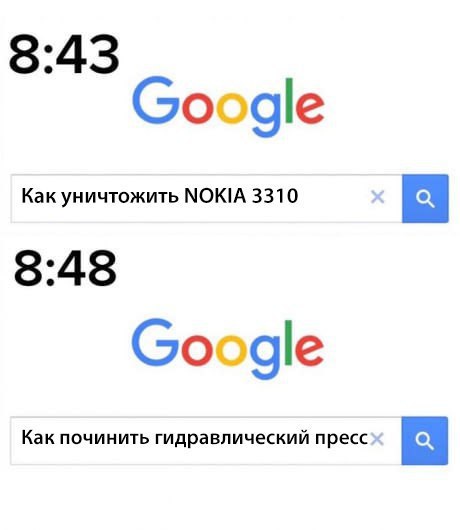 8:43
Google
Как уничтожить NOKIA 3310
8:48
Google
Как починить гидравлический пресс